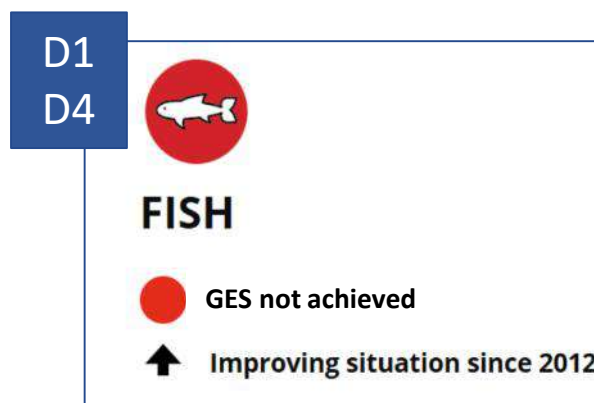 D1
D4
FISH
GES not achieved
Improving situation since 2012